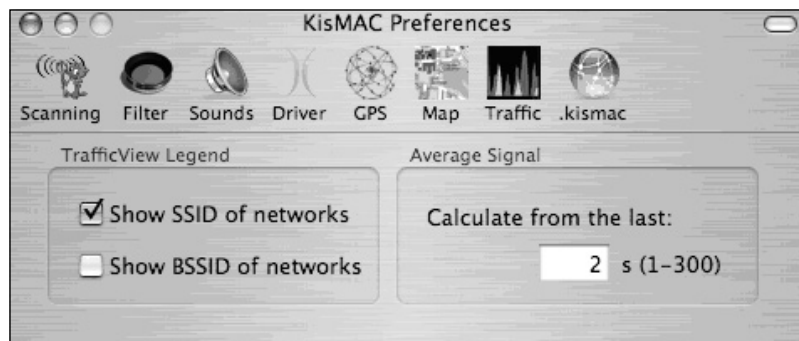 KisMAC Preferences
Scanning Filter Sounds Driver GPS Map Traffic .kismac
TrafficView Legend
Average Signal
Show SSID of networks
Show BSSID of networks
Calculate from the last:
2 s (1-300)